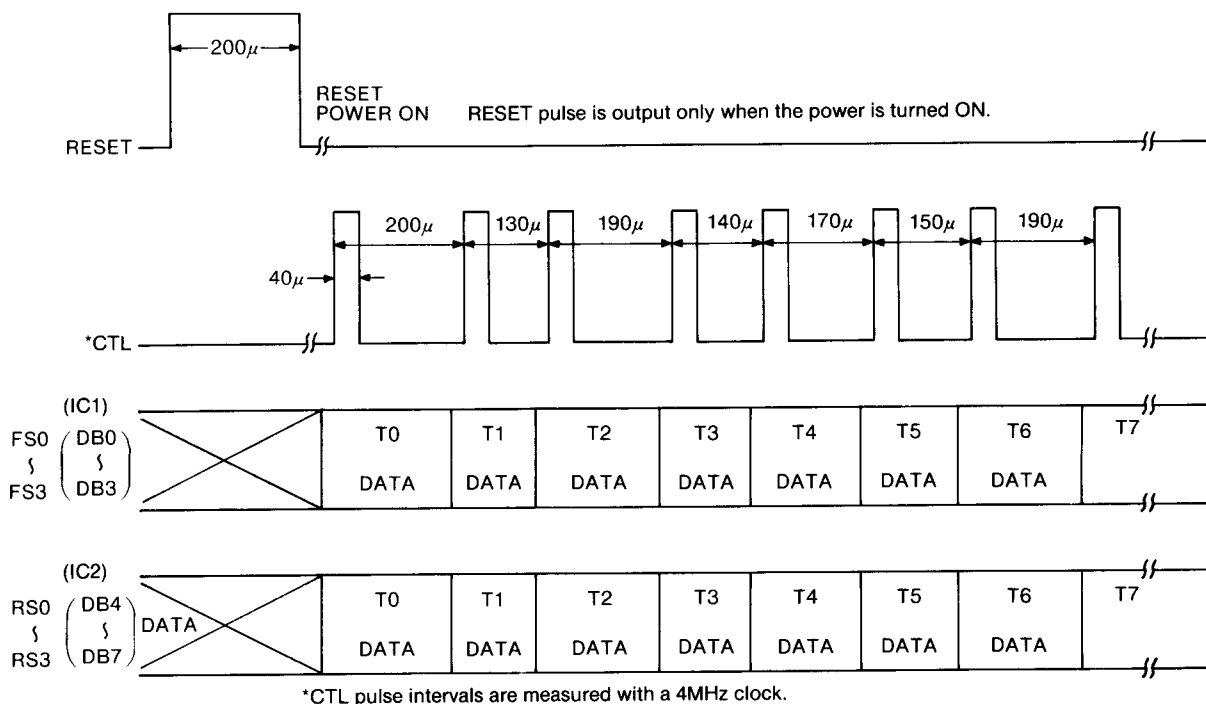 200μ
RESET
POWER ON
RESET pulse is output only when the power is turned ON.
RESET
200μ 130μ 190μ 140μ 170μ 150μ 190μ
40μ
*CTL
(IC1)
FS0 ∫ FS3 (DB0 ∫ DB3)
T0 T1 T2 T3 T4 T5 T6 T7
DATA DATA DATA DATA DATA DATA DATA
(IC2)
RS0 ∫ RS3 (DB4 ∫ DB7) DATA
T0 T1 T2 T3 T4 T5 T6 T7
DATA DATA DATA DATA DATA DATA DATA
*CTL pulse intervals are measured with a 4MHz clock.